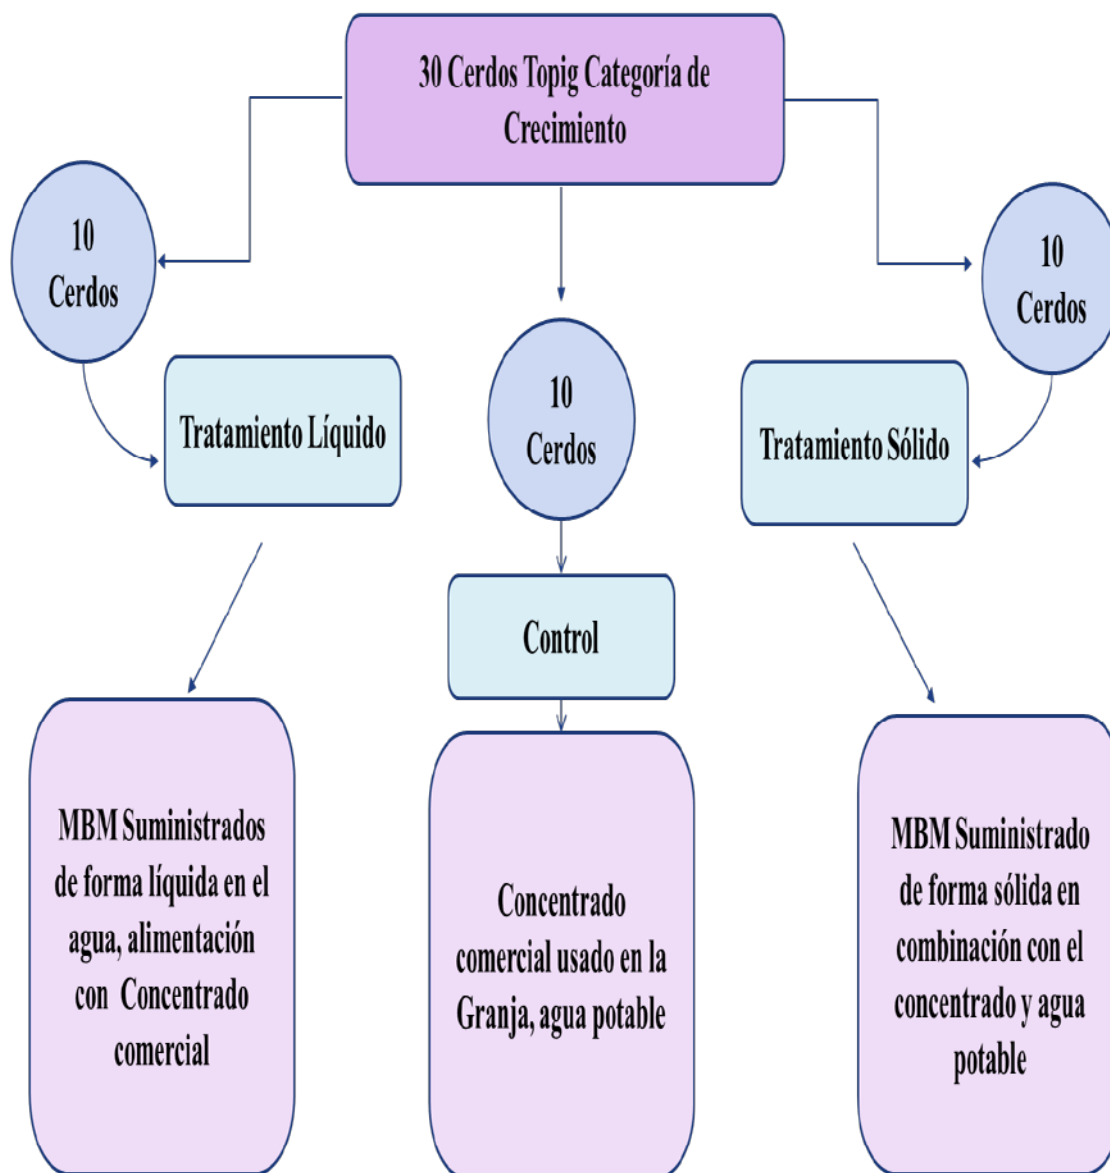 30 Cerdos Topig Categoría de
Crecimiento
10
Cerdos
10
Cerdos
10
Cerdos
Tratamiento Líquido
Tratamiento Sólido
Control
MBM Suministrados
de forma líquida en el
agua, alimentación
con Concentrado
comercial
Concentrado
comercial usado en la
Granja, agua potable
MBM Suministrado
de forma sólida en
combinación con el
concentrado y agua
potable